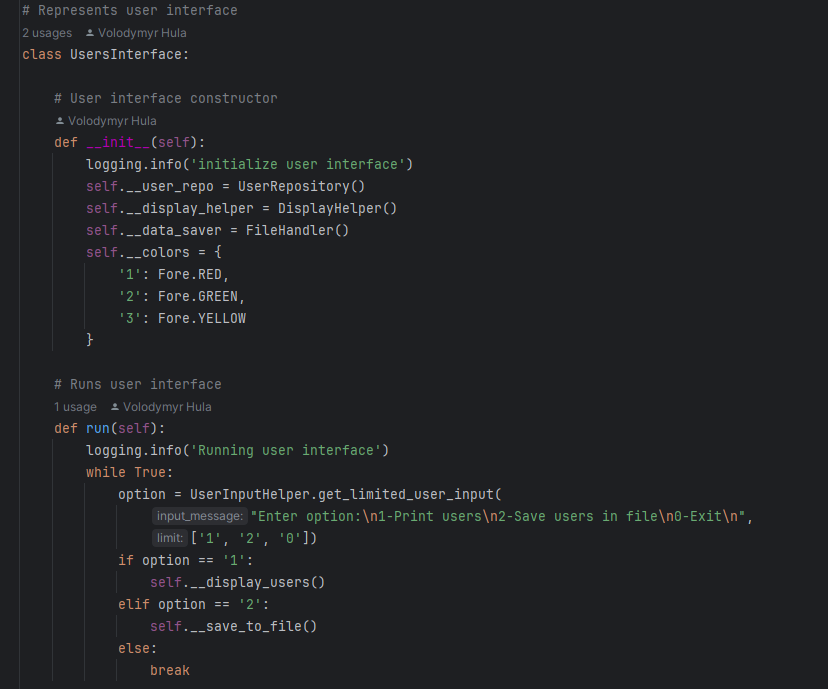 # Represents user interface
2 usages Volodymyr Hula
class UsersInterface:
# User interface constructor
Volodymyr Hula
def __init__(self):
logging.info('initialize user interface')
self.__user_repo = UserRepository()
self.__display_helper = DisplayHelper()
self.__data_saver = FileHandler()
self.__colors = {
'1': Fore.RED,
'2': Fore.GREEN,
'3': Fore.YELLOW
}
# Runs user interface
1 usage Volodymyr Hula
def run(self):
logging.info('Running user interface')
while True:
option = UserInputHelper.get_limited_user_input(
input_message: "Enter option:\n1-Print users\n2-Save users in file\n0-Exit\n",
limit: ['1', '2', '0'])
if option == '1':
self.__display_users()
elif option == '2':
self.__save_to_file()
else:
break